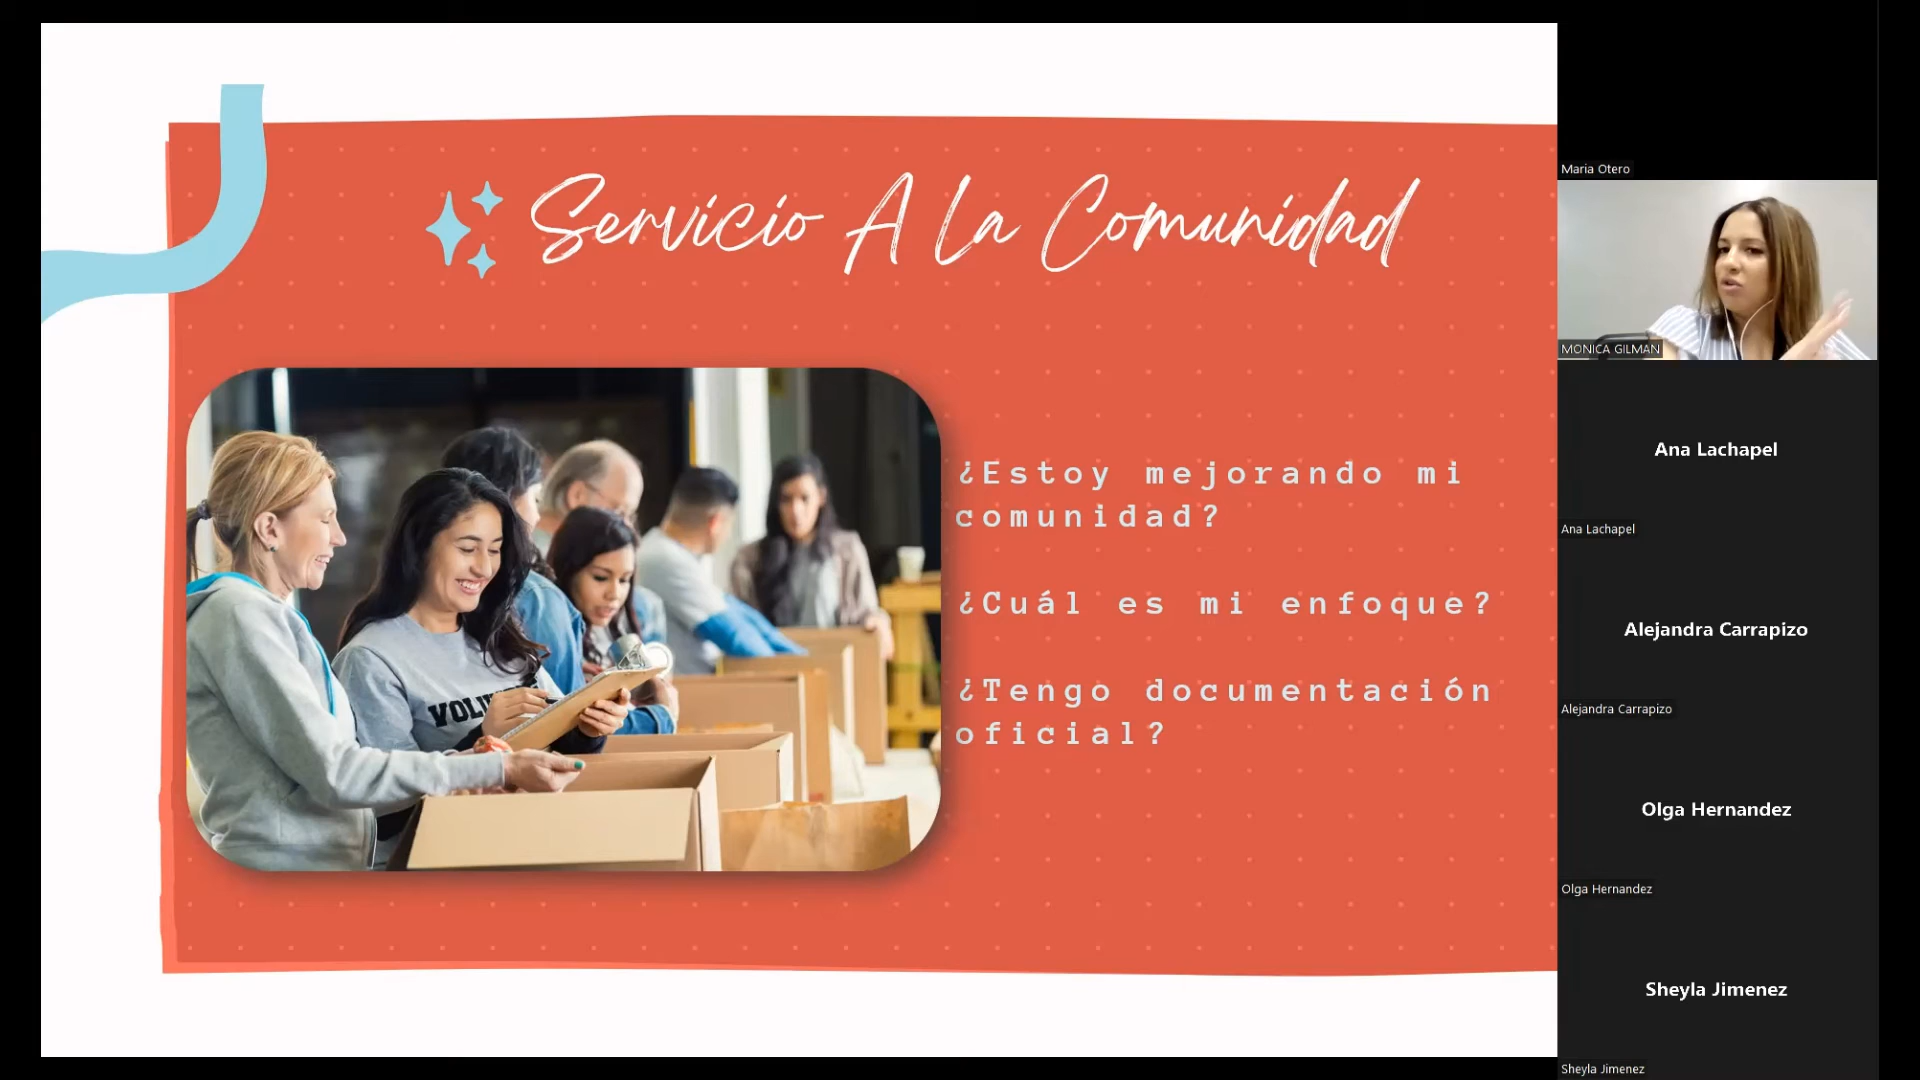 Servicio A la Comunidad
¿Estoy mejorando mi
comunidad?
¿Cuál es mi enfoque?
¿Tengo documentación
oficial?
Maria Otero
MONICA GILMAN
Ana Lachapel
Ana Lachapel
Alejandra Carrapizo
Alejandra Carrapizo
Olga Hernandez
Olga Hernandez
Sheyla Jimenez
Sheyla Jimenez